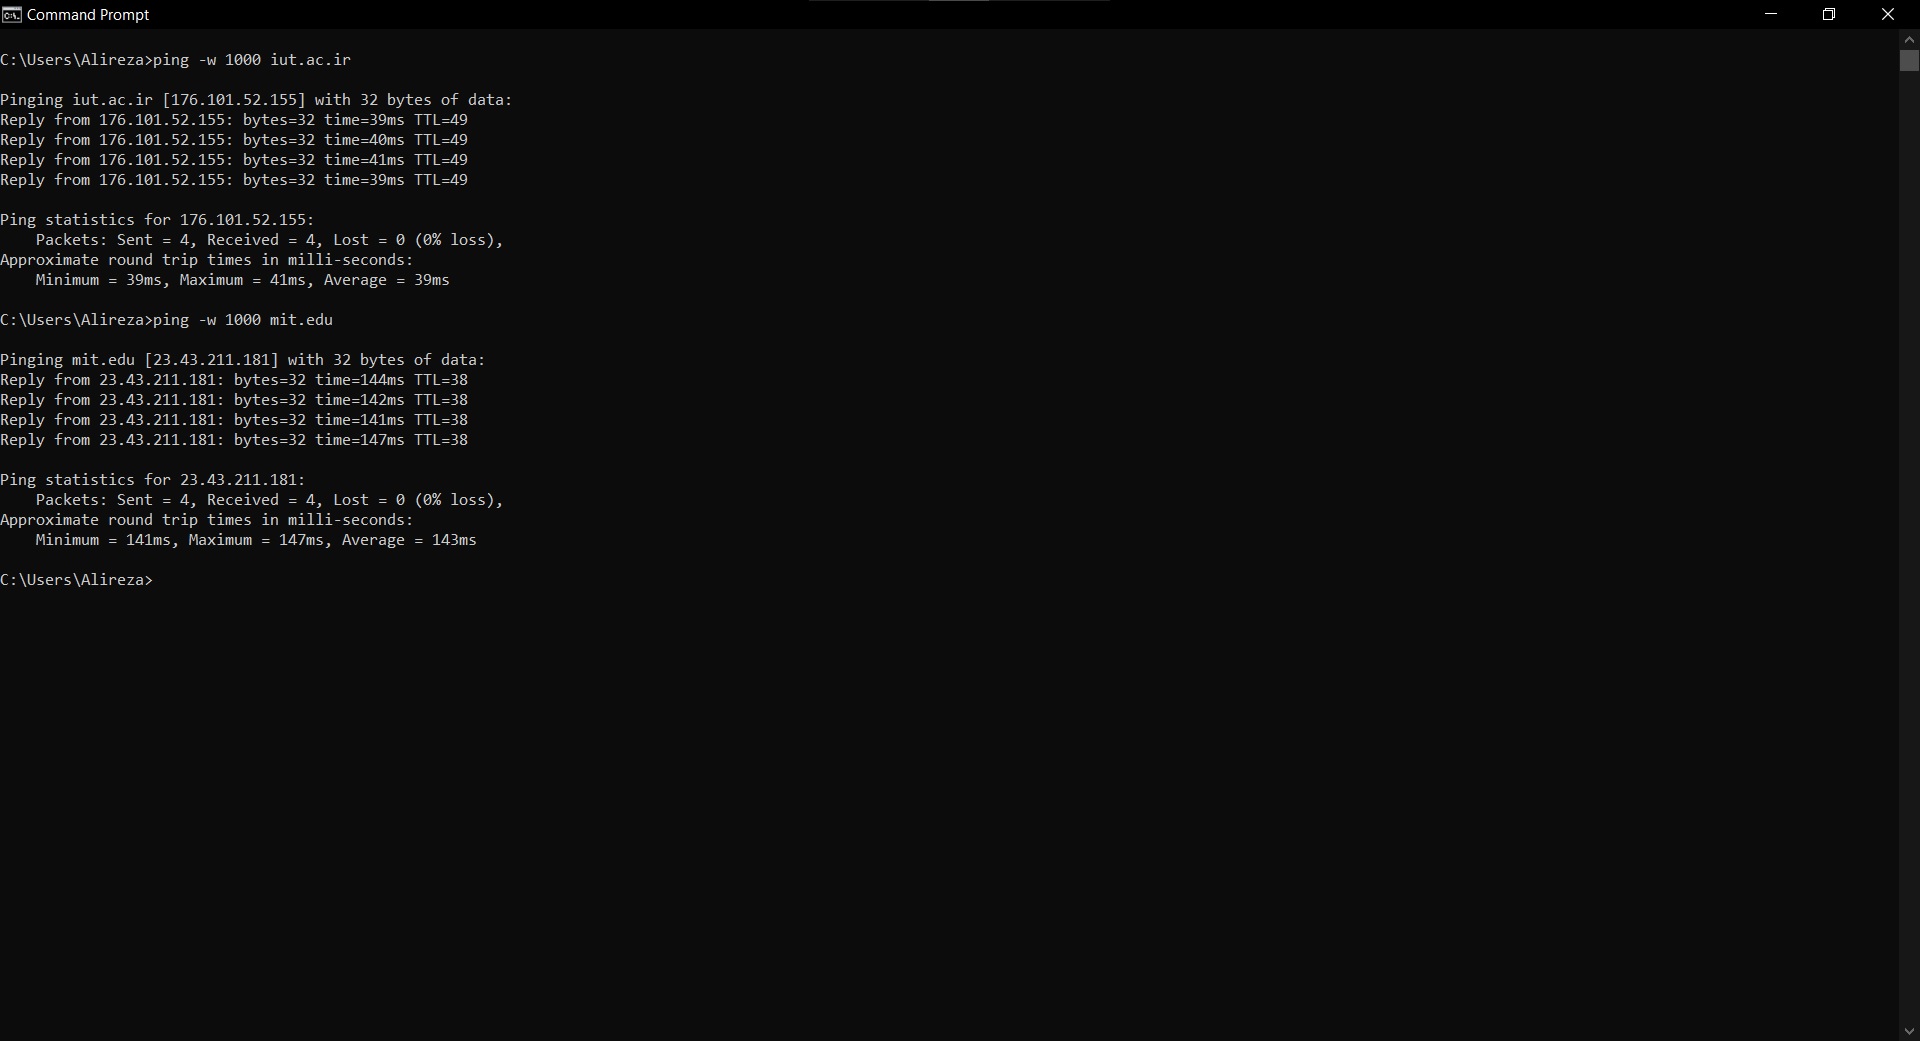 Command Prompt
C:\Users\Alireza>ping -w 1000 iut.ac.ir
Pinging iut.ac.ir [176.101.52.155] with 32 bytes of data:
Reply from 176.101.52.155: bytes=32 time=39ms TTL=49
Reply from 176.101.52.155: bytes=32 time=40ms TTL=49
Reply from 176.101.52.155: bytes=32 time=41ms TTL=49
Reply from 176.101.52.155: bytes=32 time=39ms TTL=49
Ping statistics for 176.101.52.155:
    Packets: Sent = 4, Received = 4, Lost = 0 (0% loss),
Approximate round trip times in milli-seconds:
    Minimum = 39ms, Maximum = 41ms, Average = 39ms
C:\Users\Alireza>ping -w 1000 mit.edu
Pinging mit.edu [23.43.211.181] with 32 bytes of data:
Reply from 23.43.211.181: bytes=32 time=144ms TTL=38
Reply from 23.43.211.181: bytes=32 time=142ms TTL=38
Reply from 23.43.211.181: bytes=32 time=141ms TTL=38
Reply from 23.43.211.181: bytes=32 time=147ms TTL=38
Ping statistics for 23.43.211.181:
    Packets: Sent = 4, Received = 4, Lost = 0 (0% loss),
Approximate round trip times in milli-seconds:
    Minimum = 141ms, Maximum = 147ms, Average = 143ms
C:\Users\Alireza>